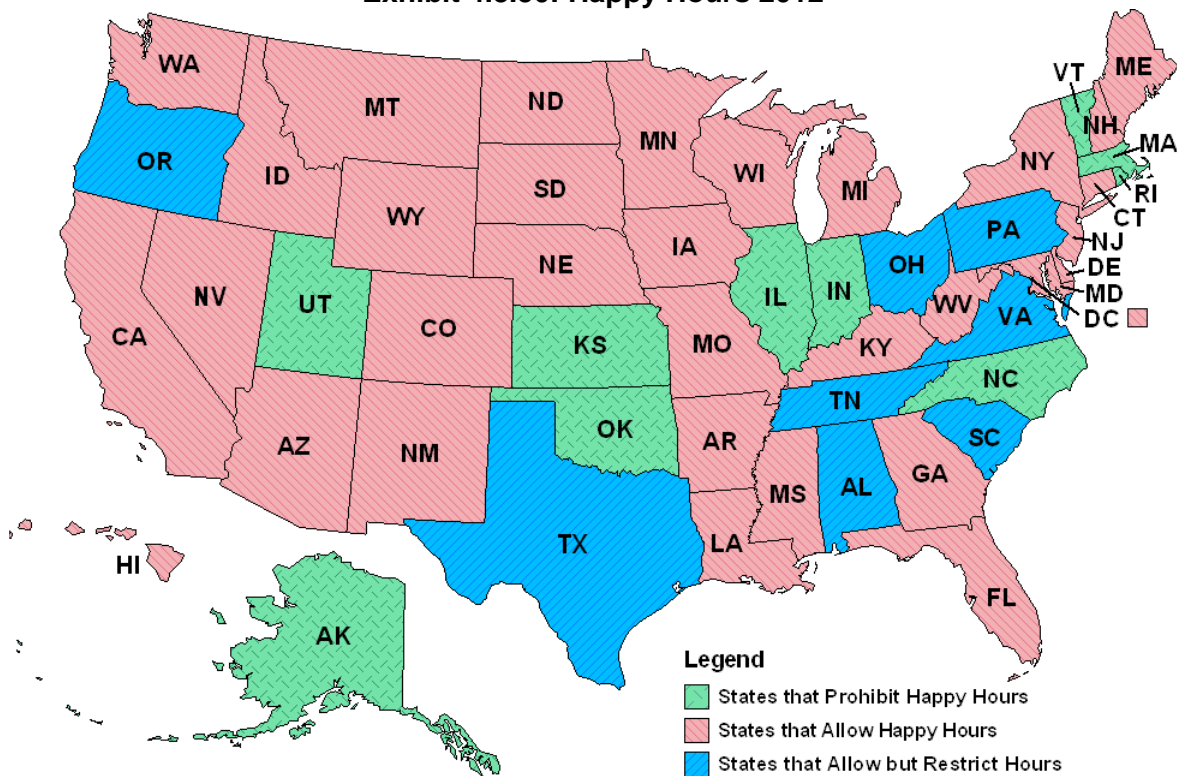 WA
MT
ND
MN
VT
ME
NH
MA
OR
ID
SD
WI
MI
NY
RI
CT
WY
IA
PA
NJ
NE
OH
DE
MD
DC
NV
UT
CO
KS
MO
IL
IN
WV
VA
CA
KY
NC
TN
AZ
NM
OK
AR
SC
MS
AL
GA
TX
LA
HI
FL
AK
Legend
States that Prohibit Happy Hours
States that Allow Happy Hours
States that Allow but Restrict Hours